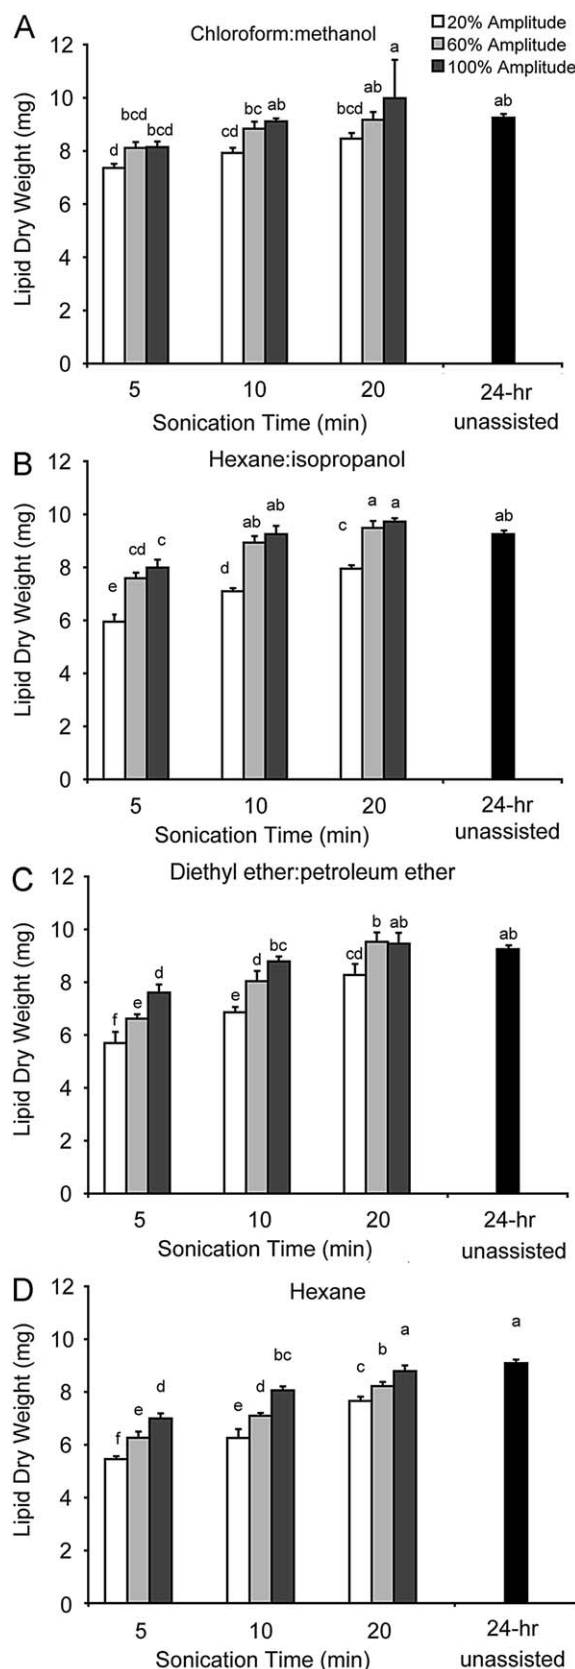 A
Chloroform:methanol
20% Amplitude
60% Amplitude
100% Amplitude
Lipid Dry Weight (mg)
12
10
8
6
4
2
0
d bcd bcd
cd bc ab
bcd ab a
ab
5 10 20 24-hr
Sonication Time (min) unassisted
B
Hexane:isopropanol
Lipid Dry Weight (mg)
12
10
8
6
4
2
0
e cd c
d ab ab
c a a
ab
5 10 20 24-hr
Sonication Time (min) unassisted
C
Diethyl ether:petroleum ether
Lipid Dry Weight (mg)
12
10
8
6
4
2
0
f e d
e d bc
cd b ab
ab
5 10 20 24-hr
Sonication Time (min) unassisted
D
Hexane
Lipid Dry Weight (mg)
12
10
8
6
4
2
0
f e d
e d bc
c b a
a
5 10 20 24-hr
Sonication Time (min) unassisted